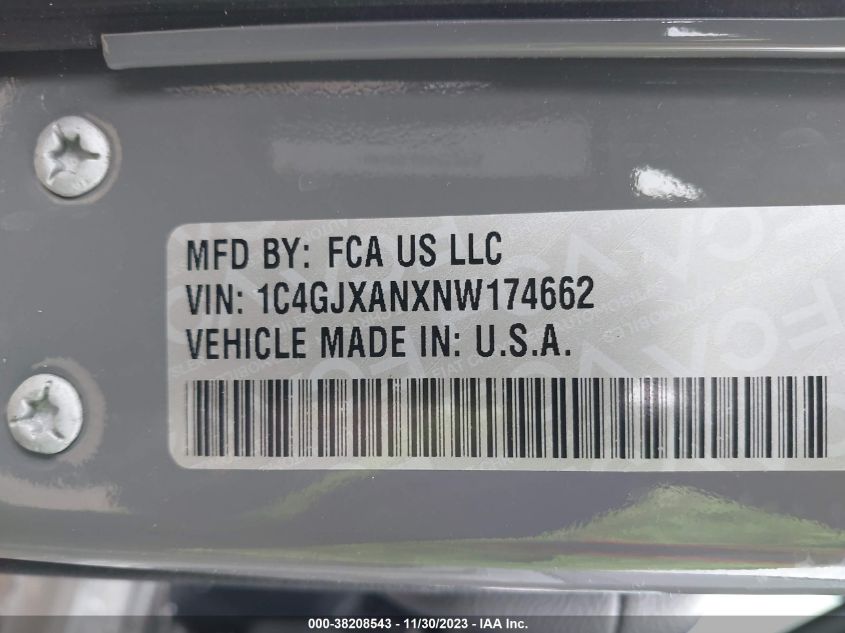 MFD BY: FCA US LLC
VIN: 1C4GJXANXNW174662
VEHICLE MADE IN: U.S.A.
000-38208543 - 11/30/2023 - IAA Inc.